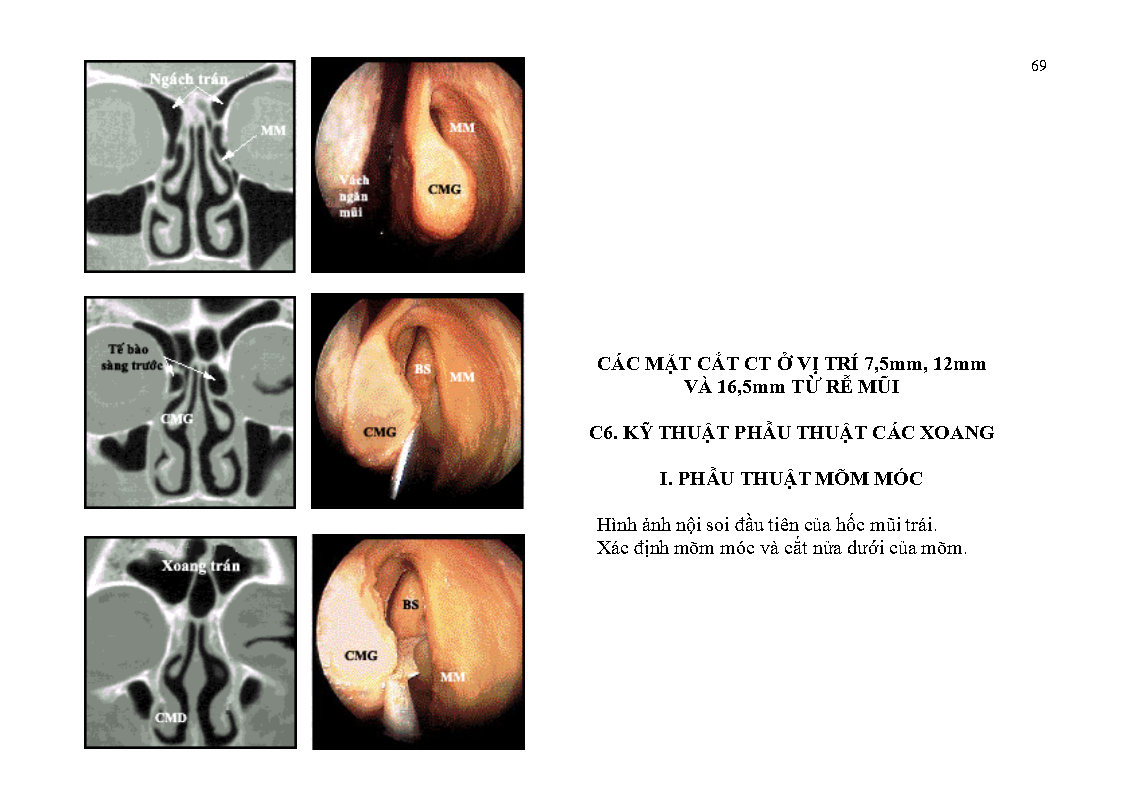 69
Ngách trán
MM
MM
CMG
Vách
ngăn
mũi
Tế bào
sàng trước
CMG
BS
MM
CMG
Xoang trán
CMD
BS
CMG
MM
CÁC MẶT CẮT CT Ở VỊ TRÍ 7,5mm, 12mm
VÀ 16,5mm TỪ RỄ MŨI
C6. KỸ THUẬT PHẪU THUẬT CÁC XOANG
I. PHẪU THUẬT MÕM MÓC
Hình ảnh nội soi đầu tiên của hốc mũi trái.
Xác định mõm móc và cắt nửa dưới của mõm.